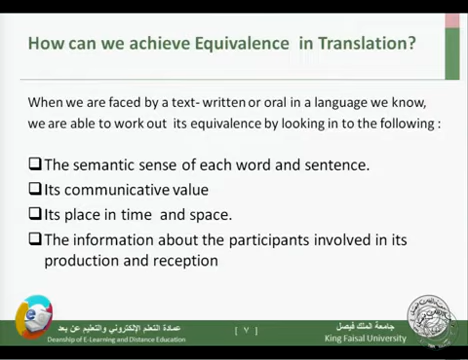 How can we achieve Equivalence in Translation?
When we are faced by a text- written or oral in a language we know,
we are able to work out its equivalence by looking in to the following :
❑The semantic sense of each word and sentence.
❑Its communicative value
❑Its place in time and space.
❑The information about the participants involved in its
production and reception
عمادة التعلم الإلكتروني والتعليم عن بعد
Deanship of E-Learning and Distance Education
[ ٧ ]
جامعة الملك فيصل
King Faisal University